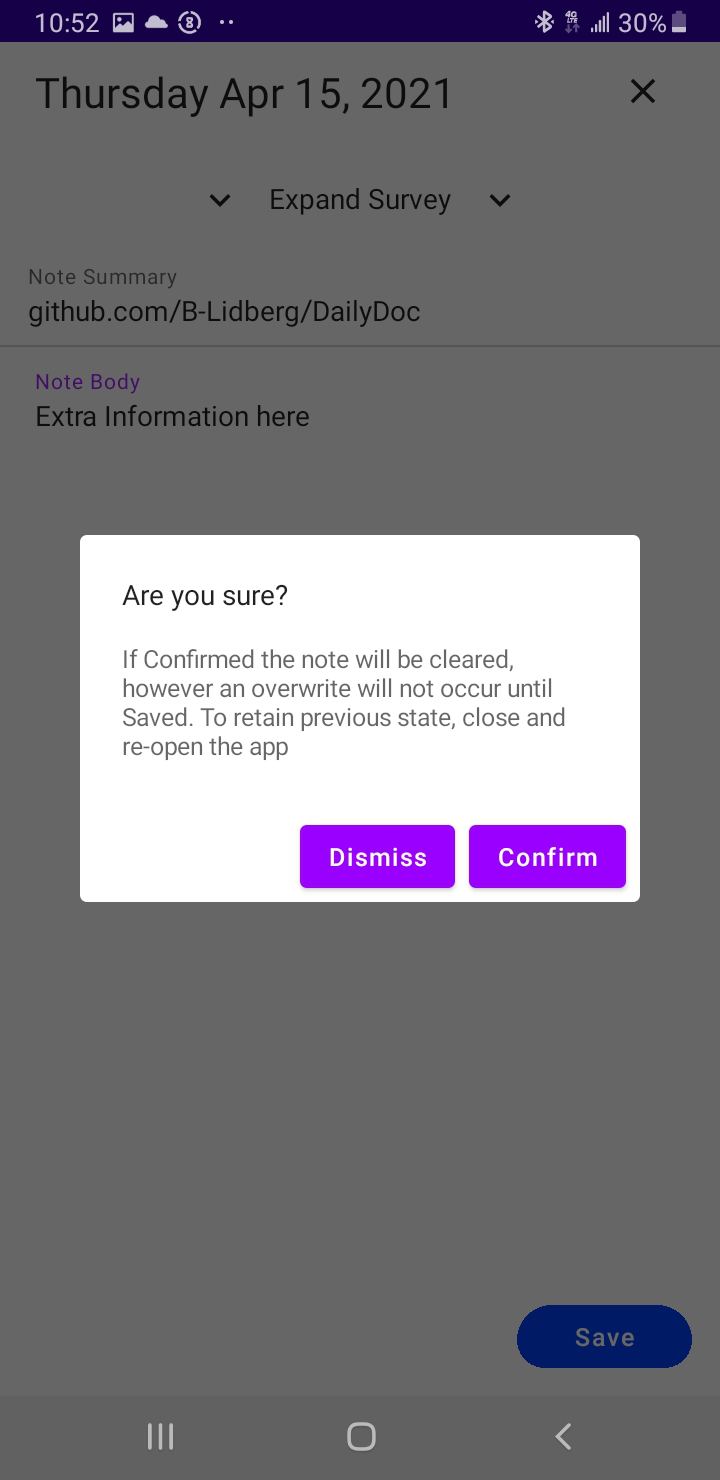 10:52
4G LTE 30%
Thursday Apr 15, 2021
Expand Survey
Note Summary
github.com/B-Lidberg/DailyDoc
Note Body
Extra Information here
Are you sure?
If Confirmed the note will be cleared,
however an overwrite will not occur until
Saved. To retain previous state, close and
re-open the app
Dismiss Confirm
Save